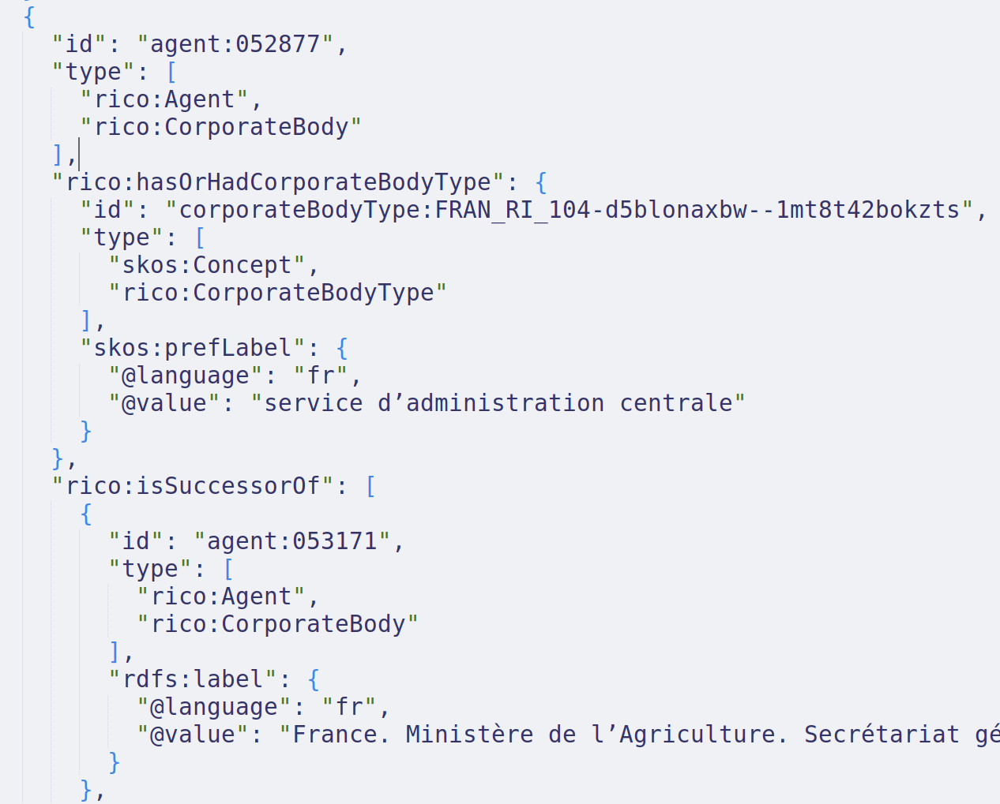 {
"id": "agent:052877",
"type": [
"rico:Agent",
"rico:CorporateBody"
],
"rico:hasOrHadCorporateBodyType": {
"id": "corporateBodyType:FRAN_RI_104-d5blonaxbw--1mt8t42bokzts",
"type": [
"skos:Concept",
"rico:CorporateBodyType"
],
"skos:prefLabel": {
"@language": "fr",
"@value": "service d’administration centrale"
}
},
"rico:isSuccessorOf": [
{
"id": "agent:053171",
"type": [
"rico:Agent",
"rico:CorporateBody"
],
"rdfs:label": {
"@language": "fr",
"@value": "France. Ministère de l’Agriculture. Secrétariat gé
}
},